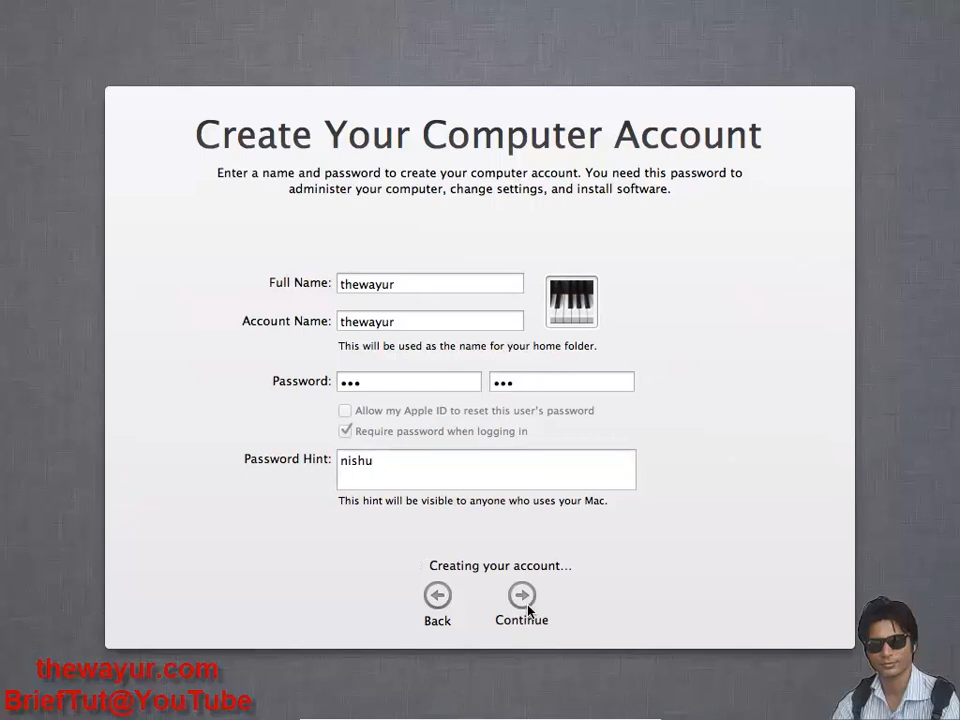 Create Your Computer Account
Enter a name and password to create your computer account. You need this password to
administer your computer, change settings, and install software.
Full Name: thewayur
Account Name: thewayur
This will be used as the name for your home folder.
Password: ••• •••
Allow my Apple ID to reset this user's password
Require password when logging in
Password Hint: nishu
This hint will be visible to anyone who uses your Mac.
Creating your account...
Back Continue
thewayur.com
BriefTut@YouTube